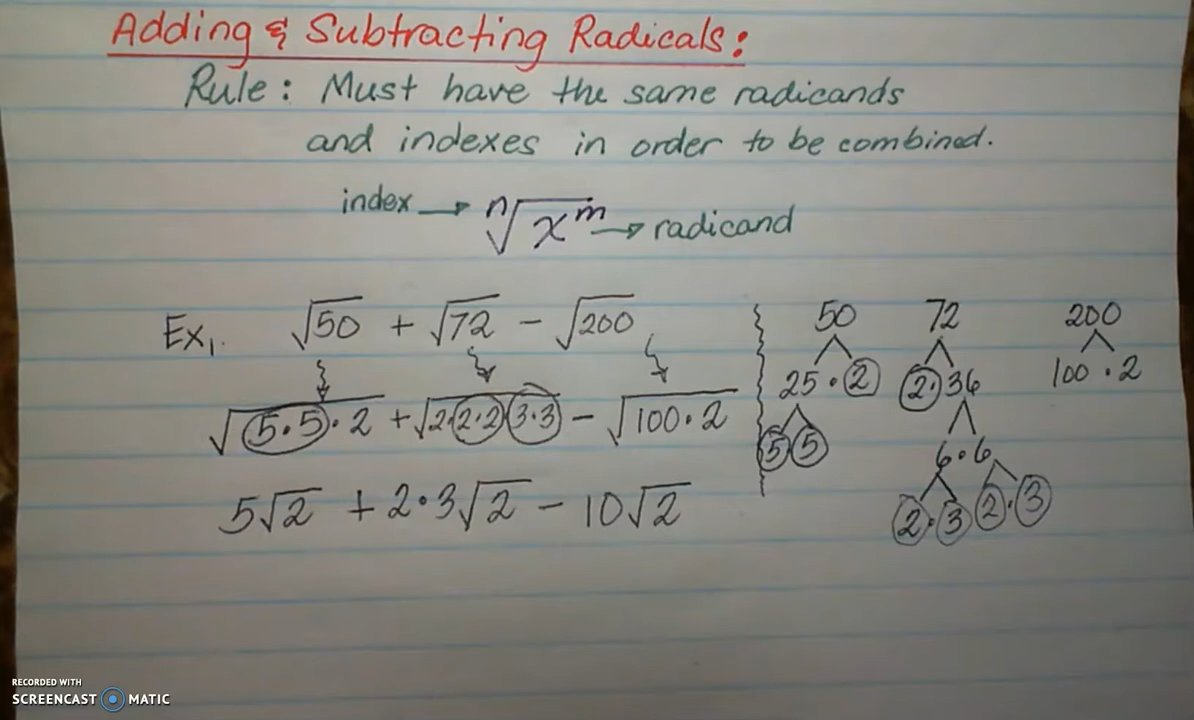 Adding & Subtracting Radicals:
Rule: Must have the same radicands
and indexes in order to be combined.
index → ⁿ√xᵐ → radicand
Ex1. √50 + √72 − √200
√5·5·2 + √2·2·2·3·3 − √100·2
5√2 + 2·3√2 − 10√2
50 72 200
25·2 2·36 100·2
5 5 6·6
2·3 2·3
RECORDED WITH
SCREENCAST MATIC